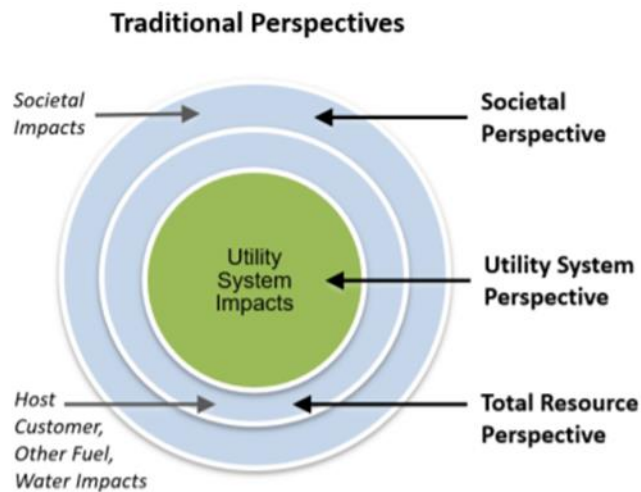 Traditional Perspectives
Societal
Impacts
Societal
Perspective
Utility
System
Impacts
Utility System
Perspective
Host
Customer,
Other Fuel,
Water Impacts
Total Resource
Perspective